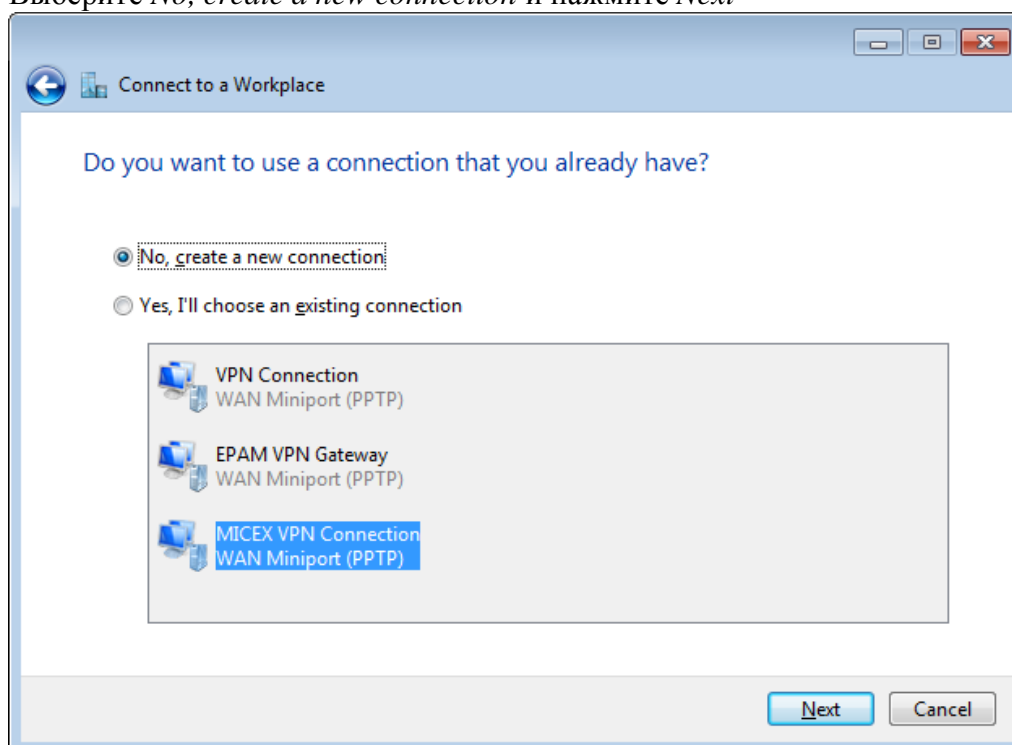 Выберите No, create a new connection и нажмите Next
Connect to a Workplace
Do you want to use a connection that you already have?
No, create a new connection
Yes, I'll choose an existing connection
VPN Connection
WAN Miniport (PPTP)
EPAM VPN Gateway
WAN Miniport (PPTP)
MICEX VPN Connection
WAN Miniport (PPTP)
Next Cancel